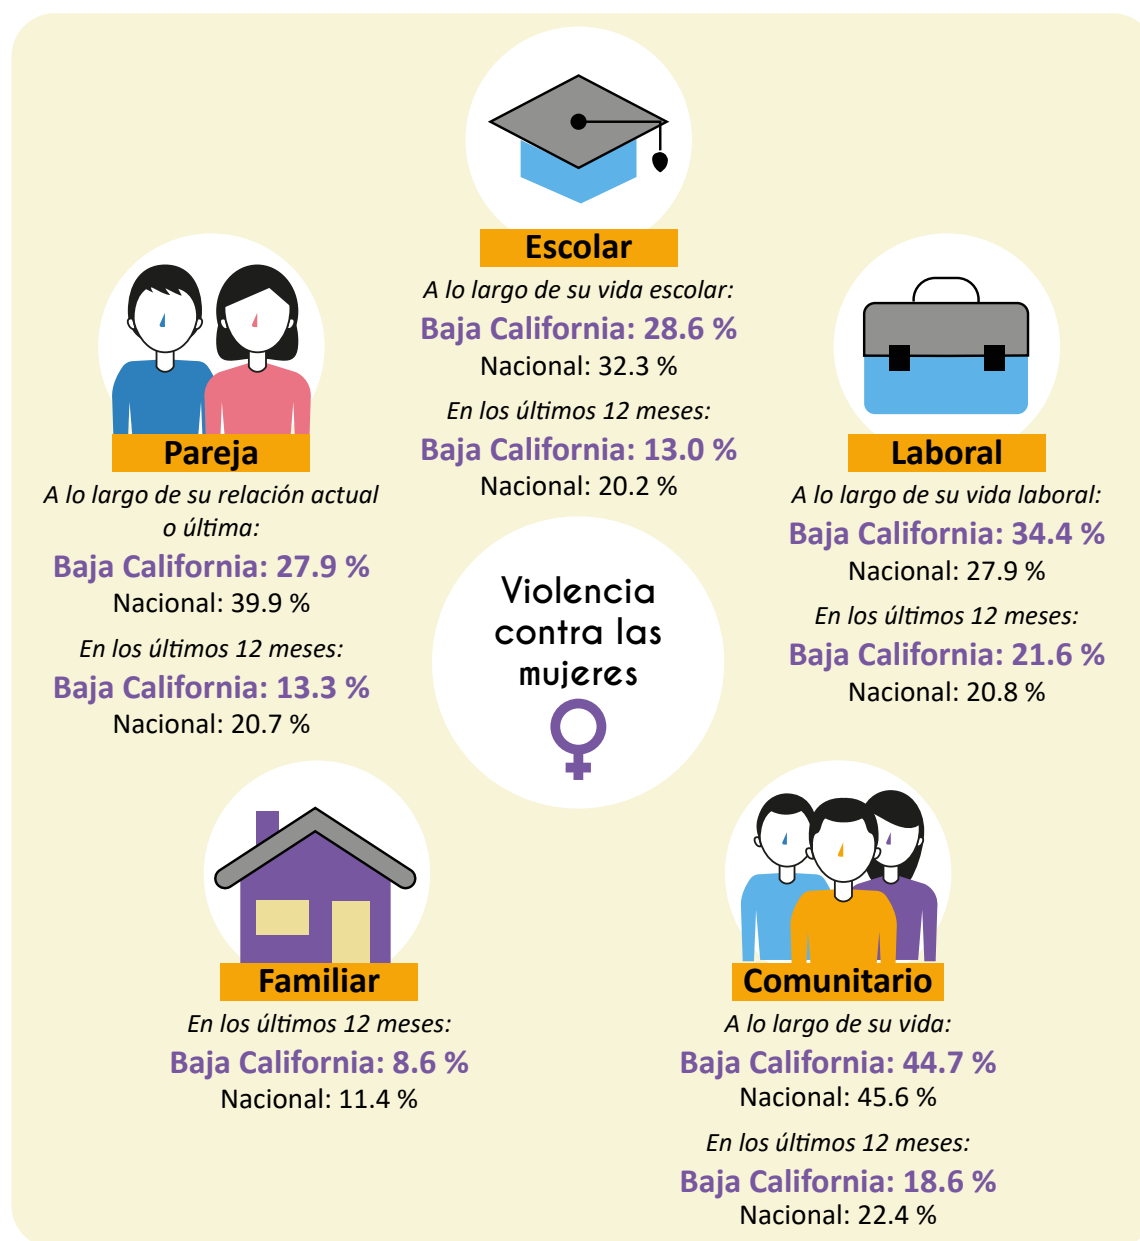 Escolar
A lo largo de su vida escolar:
Baja California: 28.6 %
Nacional: 32.3 %
En los últimos 12 meses:
Baja California: 13.0 %
Nacional: 20.2 %
Pareja
A lo largo de su relación actual
o última:
Baja California: 27.9 %
Nacional: 39.9 %
En los últimos 12 meses:
Baja California: 13.3 %
Nacional: 20.7 %
Laboral
A lo largo de su vida laboral:
Baja California: 34.4 %
Nacional: 27.9 %
En los últimos 12 meses:
Baja California: 21.6 %
Nacional: 20.8 %
Violencia
contra las
mujeres
Familiar
En los últimos 12 meses:
Baja California: 8.6 %
Nacional: 11.4 %
Comunitario
A lo largo de su vida:
Baja California: 44.7 %
Nacional: 45.6 %
En los últimos 12 meses:
Baja California: 18.6 %
Nacional: 22.4 %